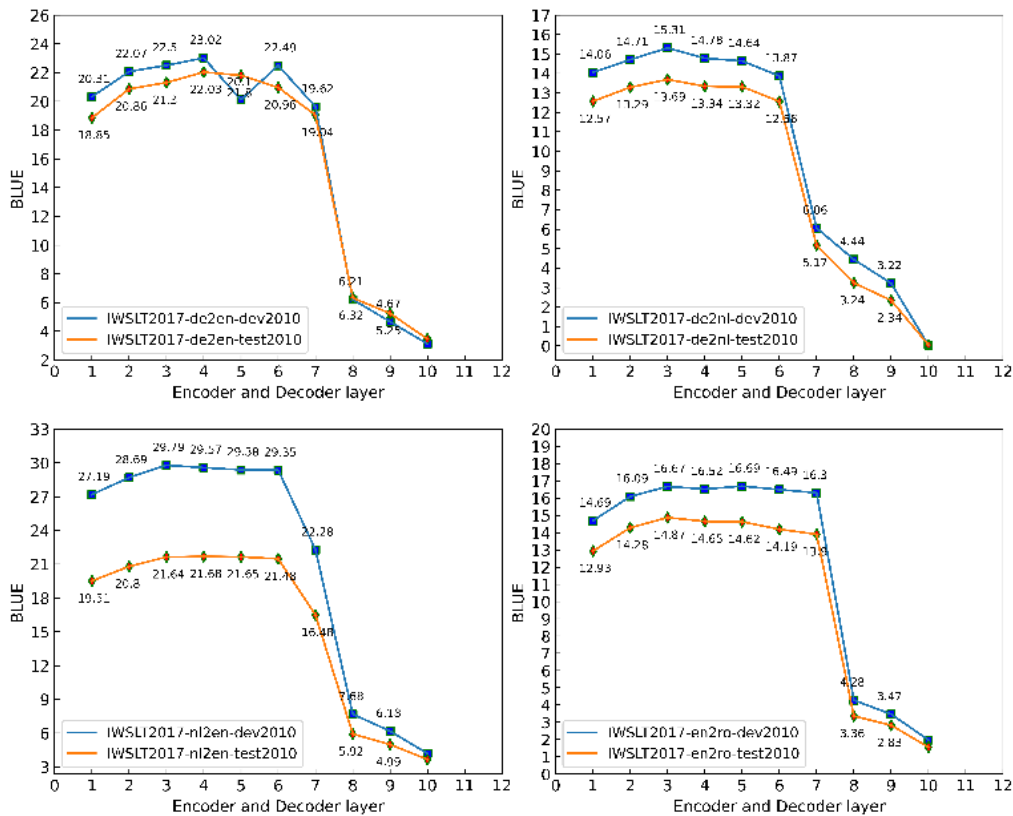 26
24
22
20
18
16
14
12
10
8
6
4
2
BLUE
20.31 22.07 22.5 23.02 20.1 22.49 19.62 6.21 4.67
18.85 20.86 21.3 22.03 21.8 20.96 19.04 6.32 5.25
IWSLT2017-de2en-dev2010
IWSLT2017-de2en-test2010
0 1 2 3 4 5 6 7 8 9 10 11 12
Encoder and Decoder layer
17
16
15
14
13
12
11
10
9
8
7
6
5
4
3
2
1
0
BLUE
14.06 14.71 15.31 14.78 14.64 13.87 6.06 4.44 3.22
12.57 13.29 13.69 13.34 13.32 12.56 5.17 3.24 2.34
IWSLT2017-de2nl-dev2010
IWSLT2017-de2nl-test2010
0 1 2 3 4 5 6 7 8 9 10 11 12
Encoder and Decoder layer
33
30
27
24
21
18
15
12
9
6
3
BLUE
27.19 28.69 29.79 29.57 29.38 29.35 22.28 7.68 6.18
19.51 20.8 21.64 21.68 21.65 21.48 16.48 5.92 4.99
IWSLT2017-nl2en-dev2010
IWSLT2017-nl2en-test2010
0 1 2 3 4 5 6 7 8 9 10 11 12
Encoder and Decoder layer
20
19
18
17
16
15
14
13
12
11
10
9
8
7
6
5
4
3
2
1
0
BLUE
14.69 16.09 16.67 16.52 16.69 16.49 16.3 4.28 3.47
12.93 14.28 14.87 14.65 14.62 14.19 13.9 3.36 2.83
IWSLT2017-en2ro-dev2010
IWSLT2017-en2ro-test2010
0 1 2 3 4 5 6 7 8 9 10 11 12
Encoder and Decoder layer